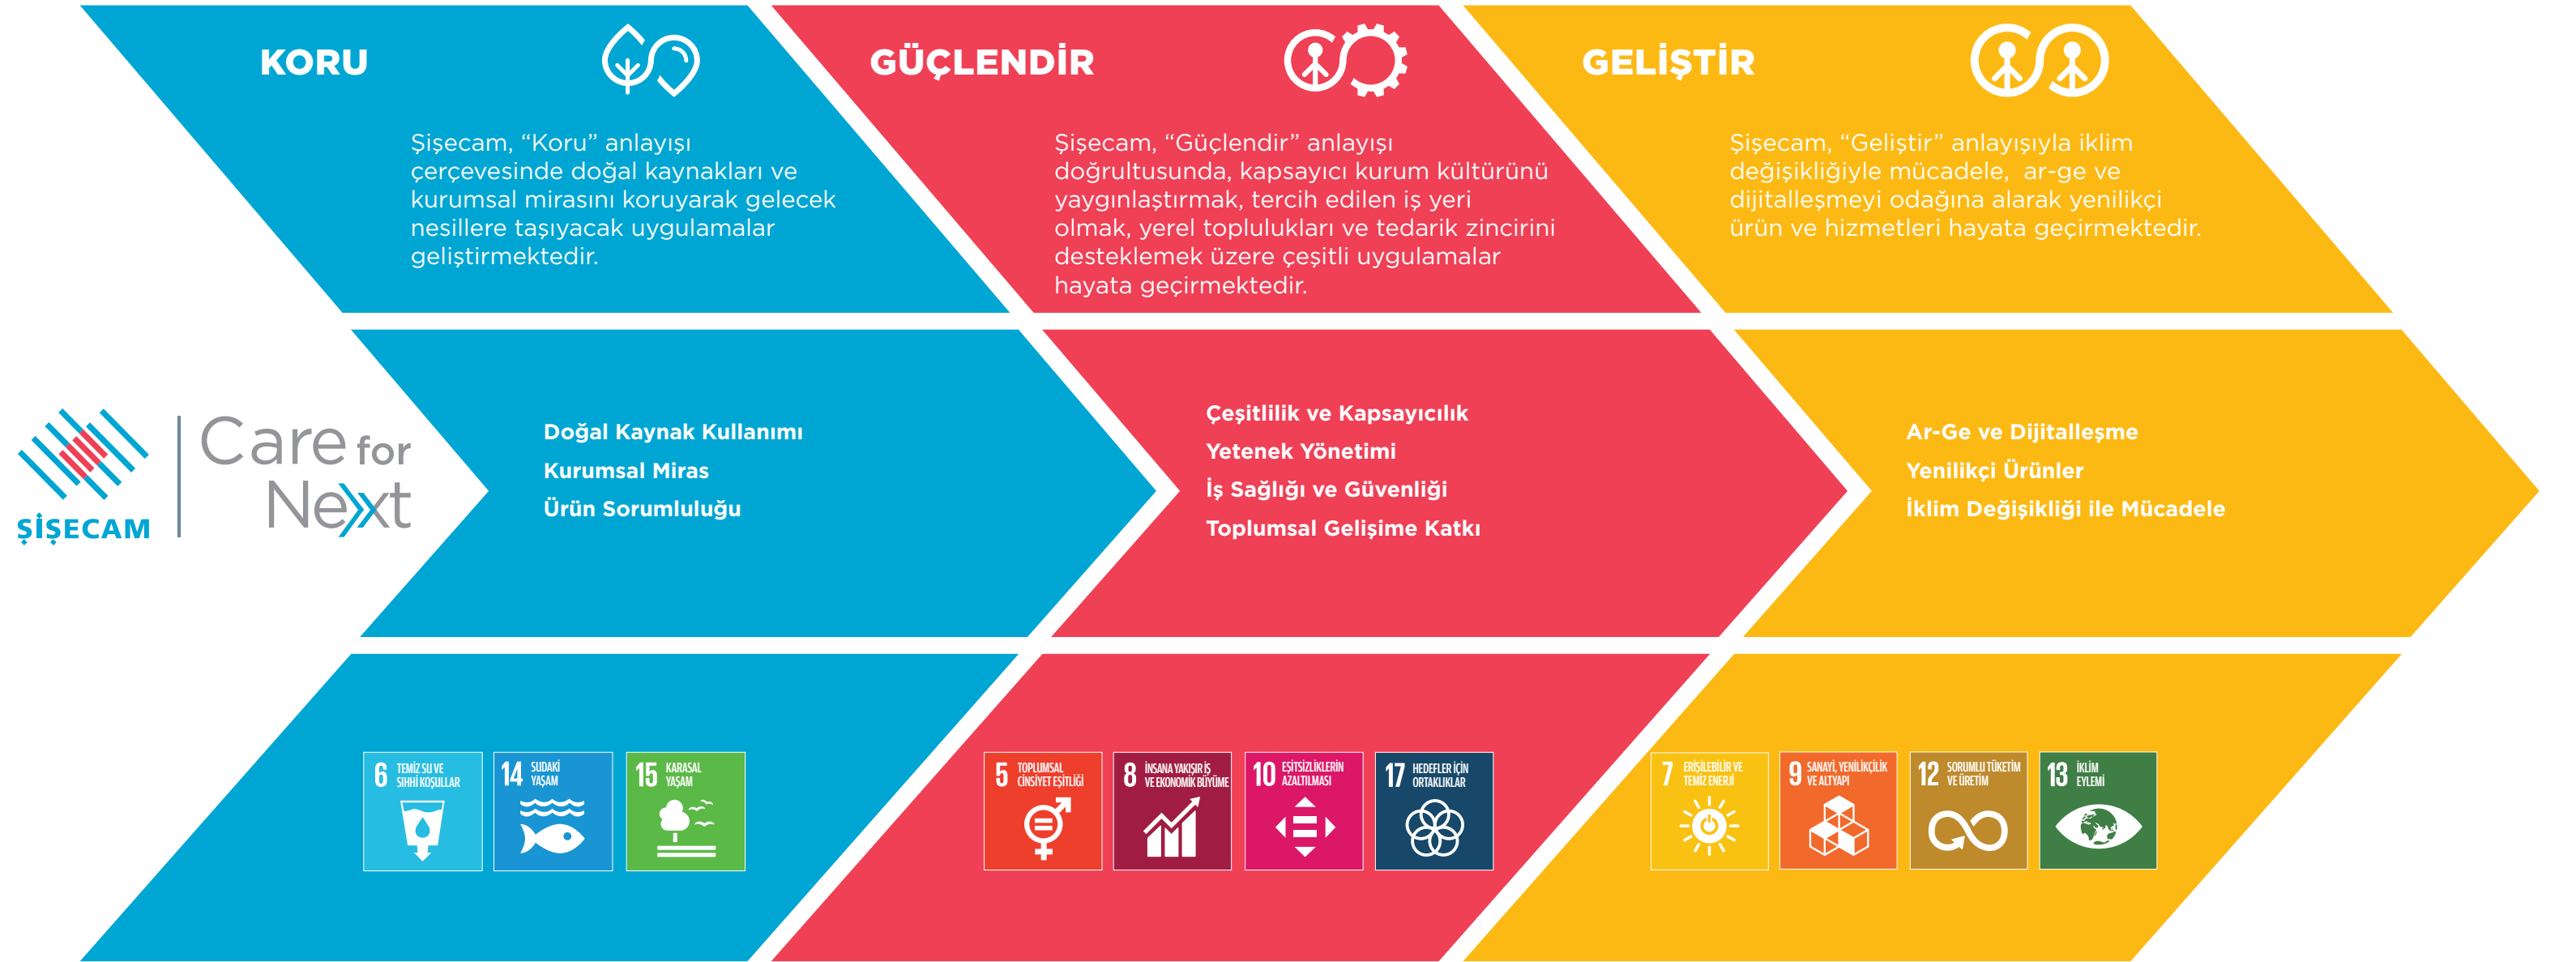 KORU
Şişecam, “Koru” anlayışı
çerçevesinde doğal kaynakları ve
kurumsal mirasını koruyarak gelecek
nesillere taşıyacak uygulamalar
geliştirmektedir.
GÜÇLENDİR
Şişecam, “Güçlendir” anlayışı
doğrultusunda, kapsayıcı kurum kültürünü
yaygınlaştırmak, tercih edilen iş yeri
olmak, yerel toplulukları ve tedarik zincirini
desteklemek üzere çeşitli uygulamalar
hayata geçirmektedir.
GELİŞTİR
Şişecam, “Geliştir” anlayışıyla iklim
değişikliğiyle mücadele,  ar-ge ve
dijitalleşmeyi odağına alarak yenilikçi
ürün ve hizmetleri hayata geçirmektedir.
ŞİŞECAM
Care for
Next
Doğal Kaynak Kullanımı
Kurumsal Miras
Ürün Sorumluluğu
Çeşitlilik ve Kapsayıcılık
Yetenek Yönetimi
İş Sağlığı ve Güvenliği
Toplumsal Gelişime Katkı
Ar-Ge ve Dijitalleşme
Yenilikçi Ürünler
İklim Değişikliği ile Mücadele
6 TEMİZ SU VE
SIHHİ KOŞULLAR
14 SUDAKİ
YAŞAM
15 KARASAL
YAŞAM
5 TOPLUMSAL
CİNSİYET EŞİTLİĞİ
8 İNSANA YAKIŞIR İŞ
VE EKONOMİK BÜYÜME
10 EŞİTSİZLİKLERİN
AZALTILMASI
17 HEDEFLER İÇİN
ORTAKLIKLAR
7 ERİŞİLEBİLİR VE
TEMİZ ENERJİ
9 SANAYİ, YENİLİKÇİLİK
VE ALTYAPI
12 SORUMLU TÜKETİM
VE ÜRETİM
13 İKLİM
EYLEMİ